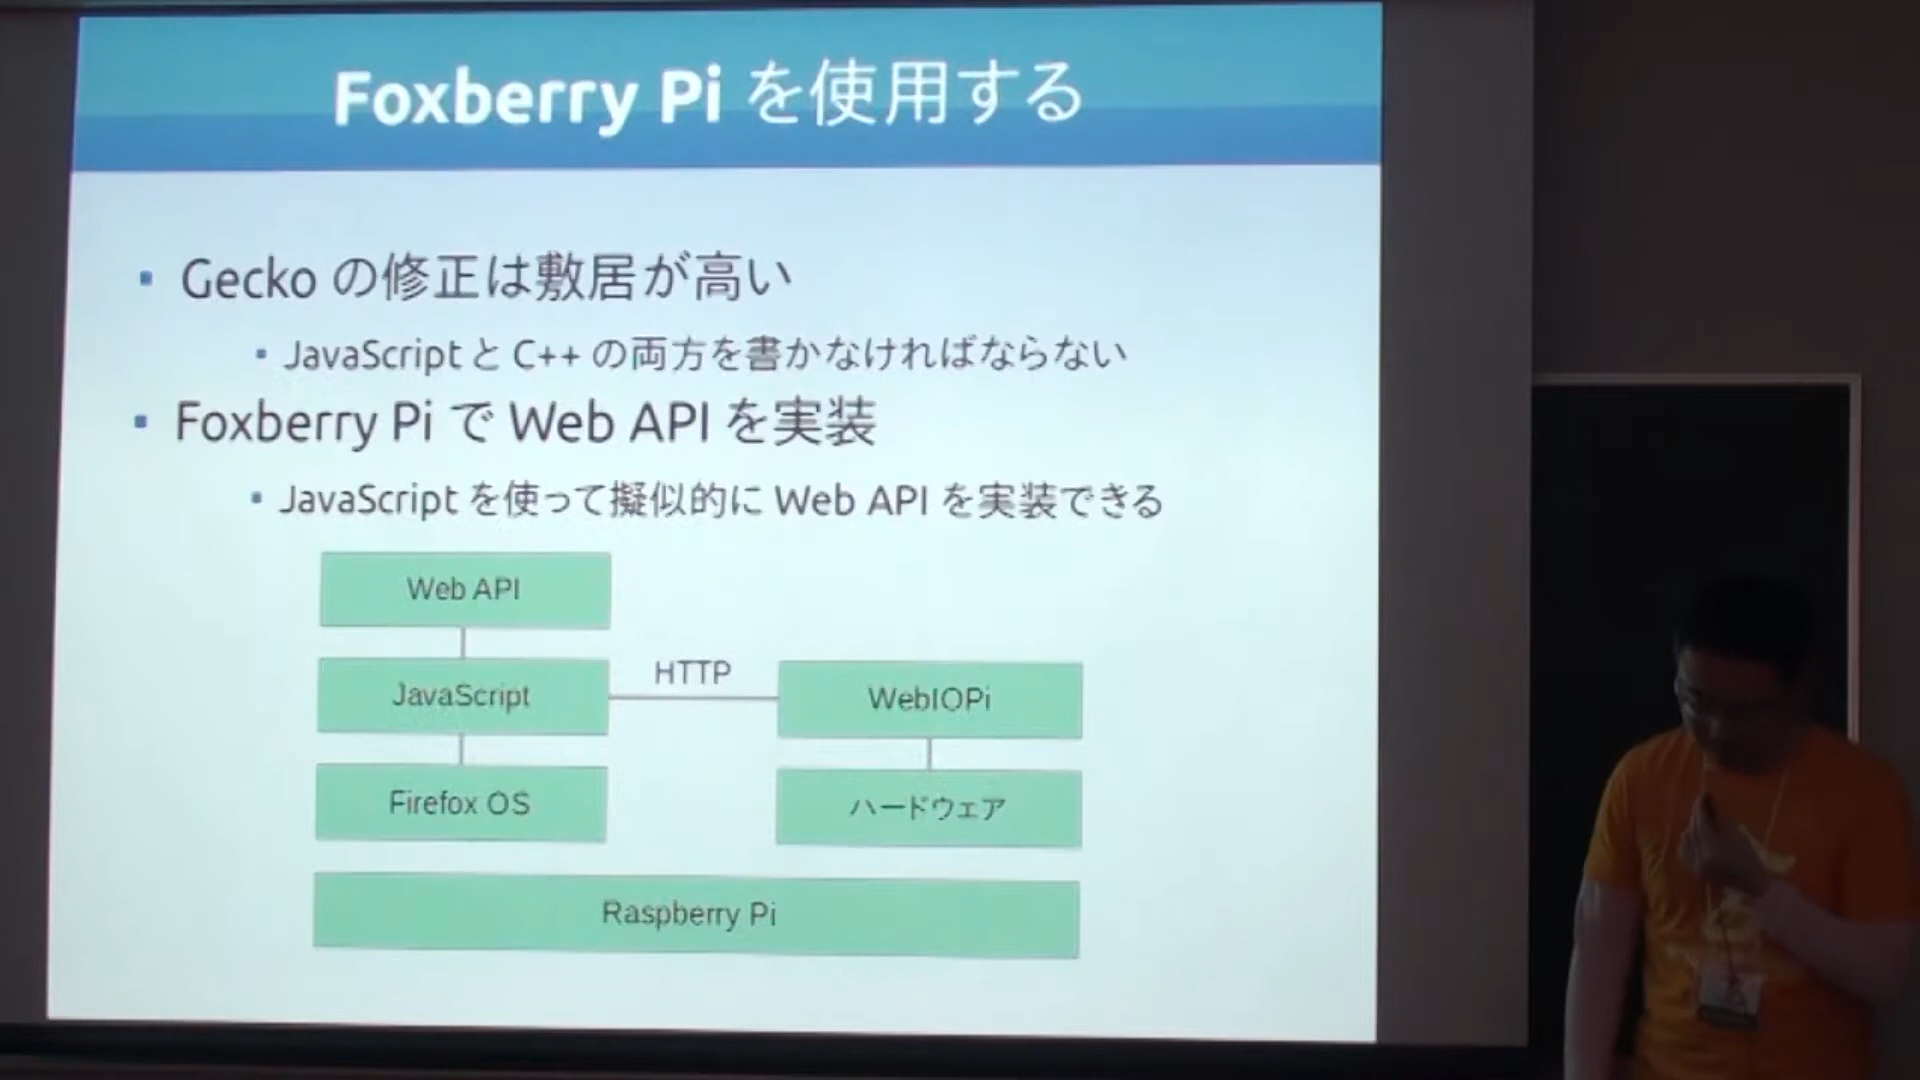 Foxberry Pi を使用する
Gecko の修正は敷居が高い
JavaScript と C++ の両方を書かなければならない
Foxberry Pi で Web API を実装
JavaScript を使って擬似的に Web API を実装できる
Web API
JavaScript
HTTP
WebIOPi
Firefox OS
ハードウェア
Raspberry Pi